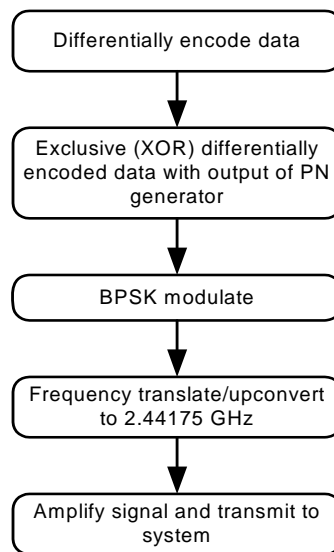 Differentially encode data
Exclusive (XOR) differentially
encoded data with output of PN
generator
BPSK modulate
Frequency translate/upconvert
to 2.44175 GHz
Amplify signal and transmit to
system